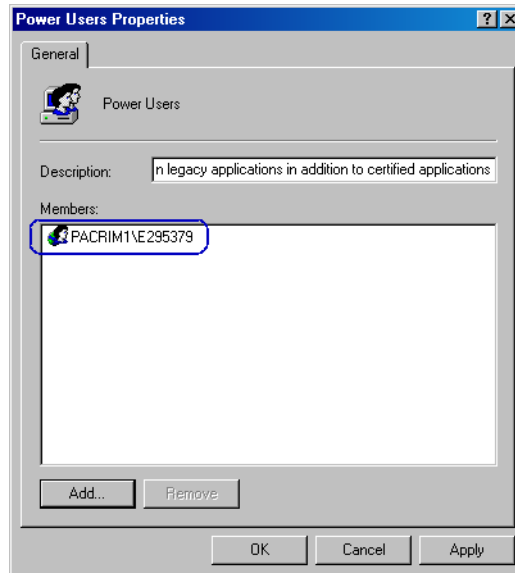 Power Users Properties
General
Power Users
Description: n legacy applications in addition to certified applications
Members:
PACRIM1\E295379
Add... Remove
OK Cancel Apply